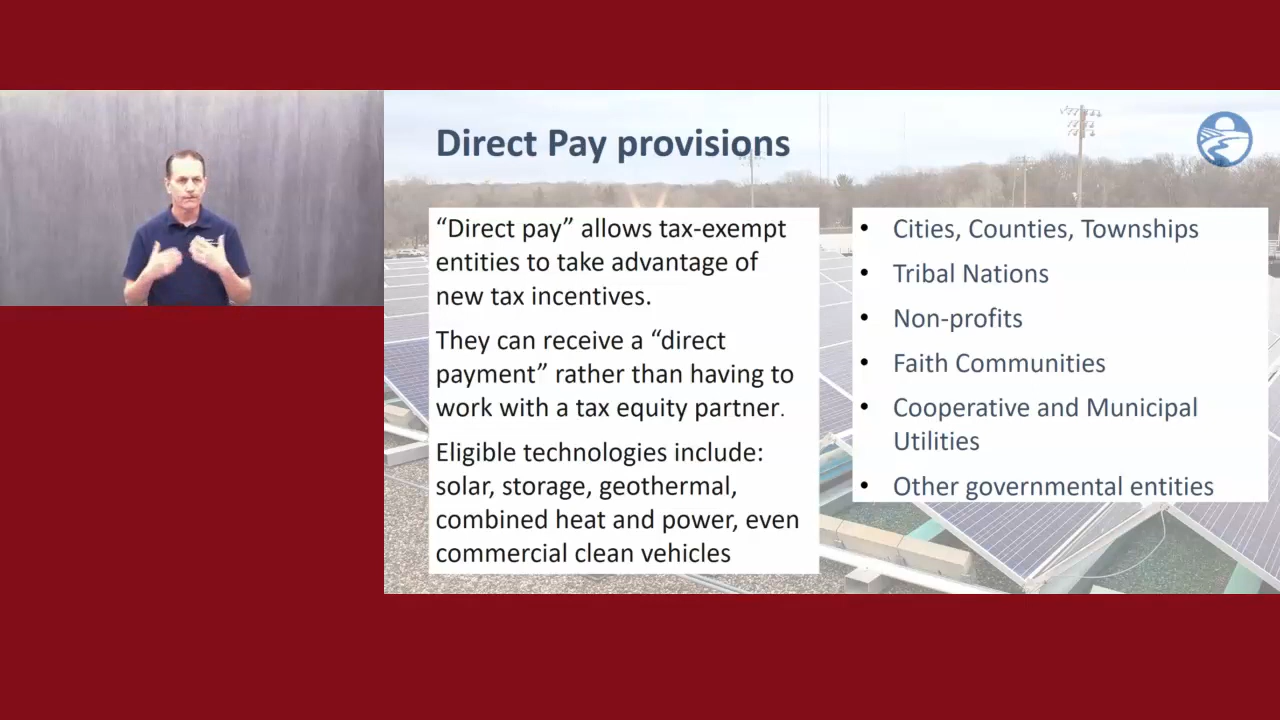 Direct Pay provisions
“Direct pay” allows tax-exempt
entities to take advantage of
new tax incentives.
They can receive a “direct
payment” rather than having to
work with a tax equity partner.
Eligible technologies include:
solar, storage, geothermal,
combined heat and power, even
commercial clean vehicles
• Cities, Counties, Townships
• Tribal Nations
• Non-profits
• Faith Communities
• Cooperative and Municipal
Utilities
• Other governmental entities